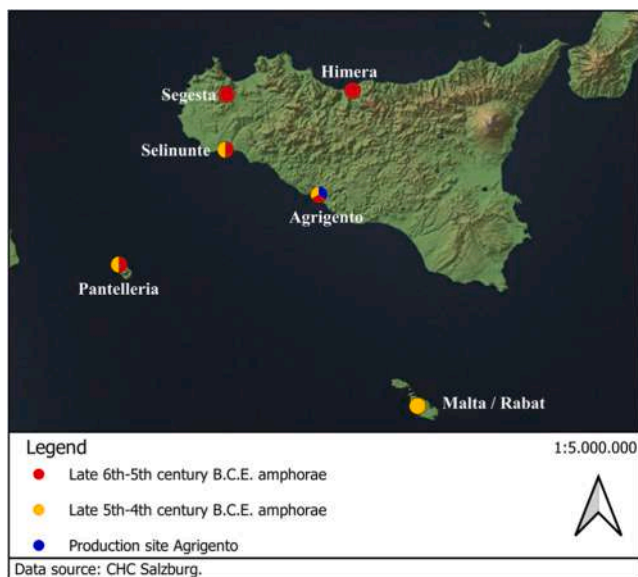 Himera
Segesta
Selinunte
Agrigento
Pantelleria
Malta / Rabat
Legend
1:5.000.000
Late 6th-5th century B.C.E. amphorae
Late 5th-4th century B.C.E. amphorae
Production site Agrigento
Data source: CHC Salzburg.